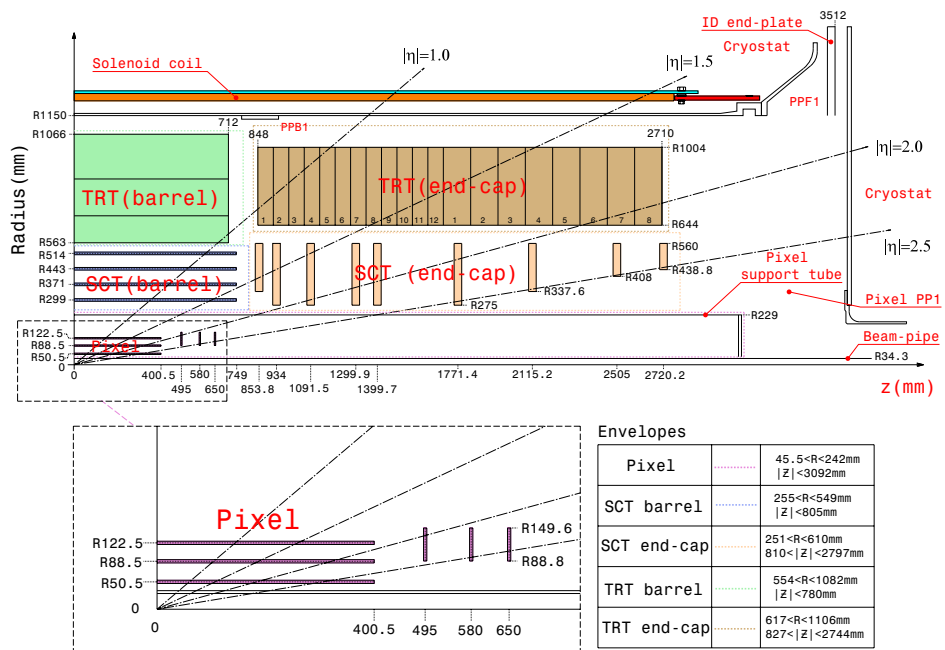 ID end-plate
3512
Cryostat
|η|=1.0
|η|=1.5
Solenoid coil
PPF1
PPB1
R1150
712
848
2710
R1066
R1004
|η|=2.0
TRT(barrel)
TRT(end-cap)
Radius(mm)
Cryostat
1 2 3 4 5 6 7 8 9 10 11 12 1 2 3 4 5 6 7 8
R644
|η|=2.5
R563
R560
R514
R443
R438.8
Pixel
support tube
SCT(barrel)
SCT (end-cap)
R408
R371
R337.6
R299
R275
Pixel PP1
R229
R122.5
R88.5
Pixel
Beam-pipe
R50.5
R34.3
0
0
400.5
580
749
934
1299.9
1771.4
2115.2
2505
2720.2
z(mm)
495
650
853.8
1091.5
1399.7
Pixel
R149.6
R122.5
R88.5
R88.8
R50.5
0
0
400.5
495
580
650
Envelopes
Pixel
45.5<R<242mm
|Z|<3092mm
SCT barrel
255<R<549mm
|Z|<805mm
SCT end-cap
251<R<610mm
810<|Z|<2797mm
TRT barrel
554<R<1082mm
|Z|<780mm
TRT end-cap
617<R<1106mm
827<|Z|<2744mm